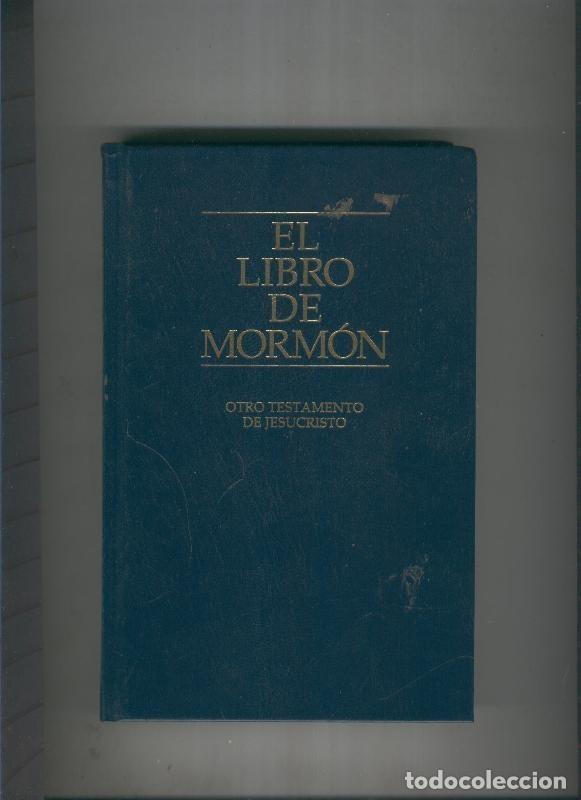 EL
LIBRO
DE
MORMÓN
OTRO TESTAMENTO
DE JESUCRISTO
todocoleccion